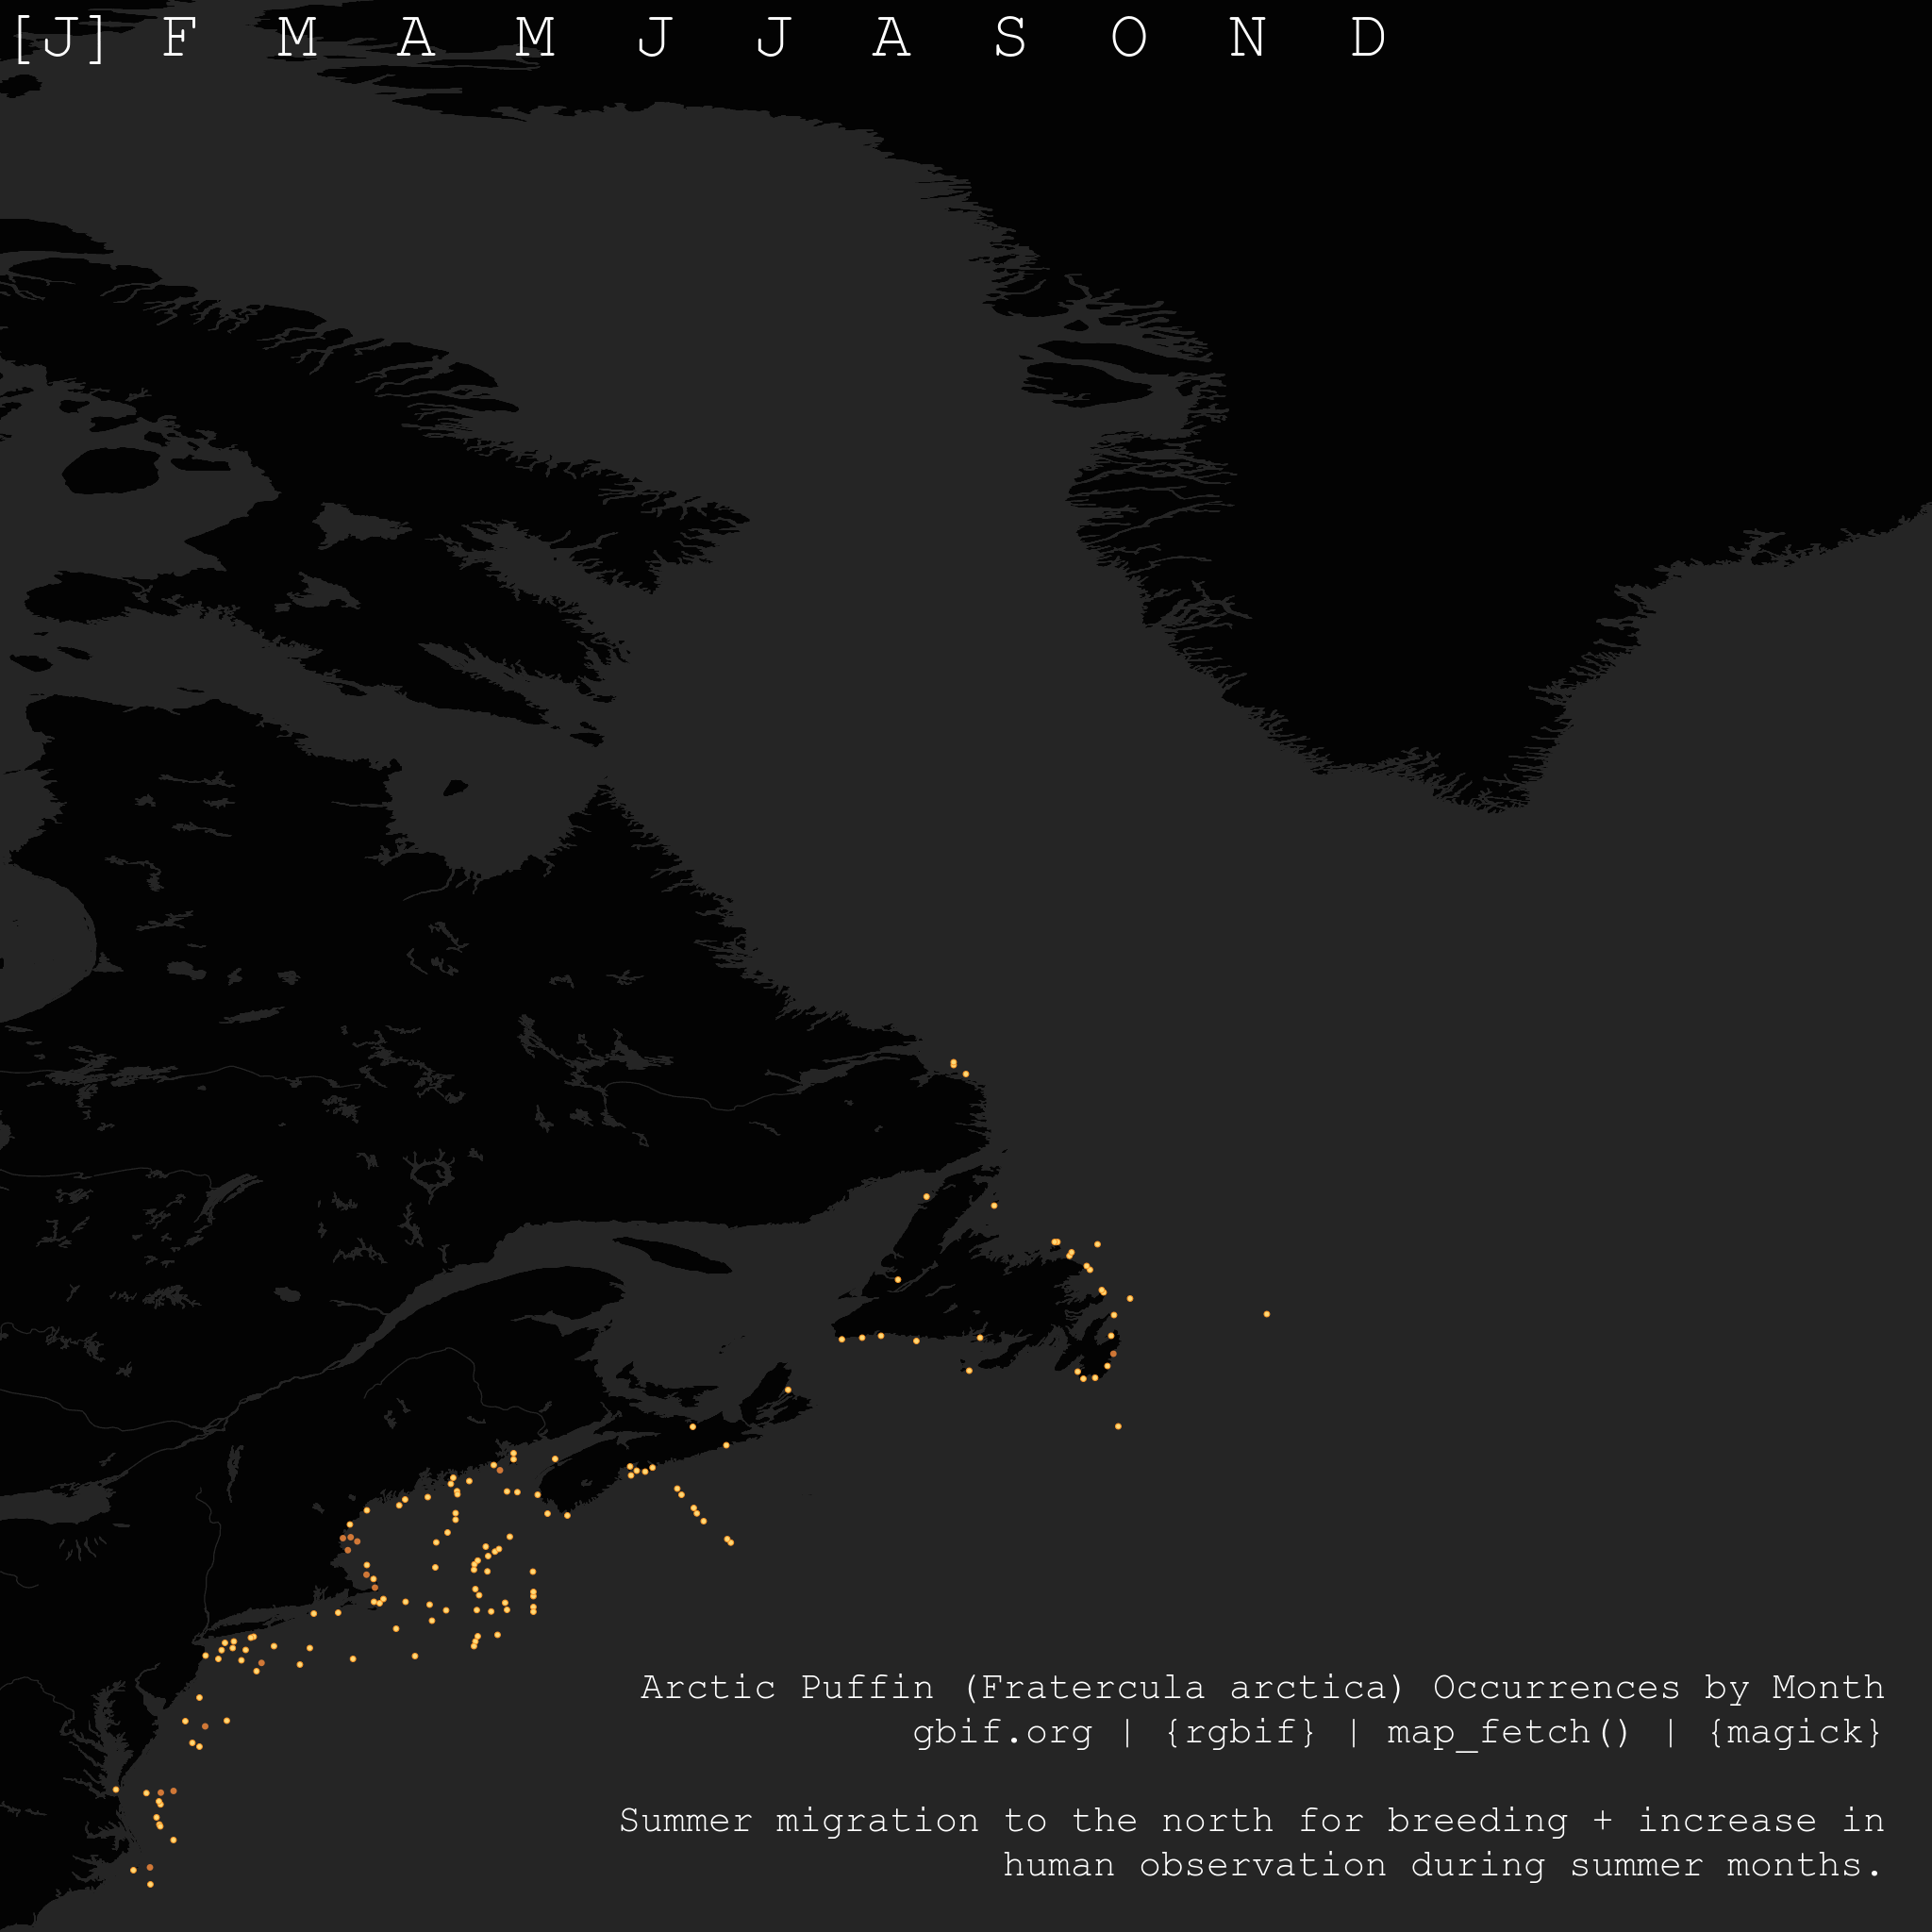 [J] F M A M J J A S O N D
Arctic Puffin (Fratercula arctica) Occurrences by Month
gbif.org | {rgbif} | map_fetch() | {magick}
Summer migration to the north for breeding + increase in
human observation during summer months.